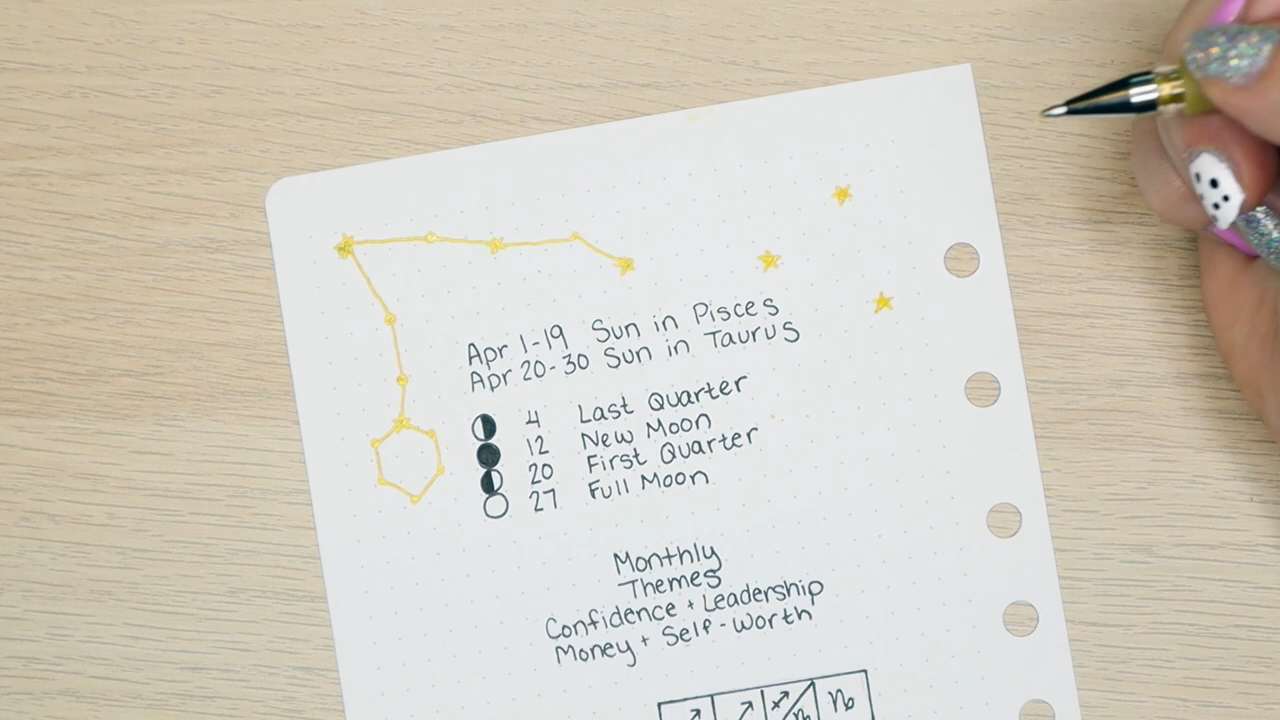 Apr 1-19 Sun in Pisces
Apr 20-30 Sun in Taurus
4 Last Quarter
12 New Moon
20 First Quarter
27 Full Moon
Monthly
Themes
Confidence + Leadership
Money + Self-Worth